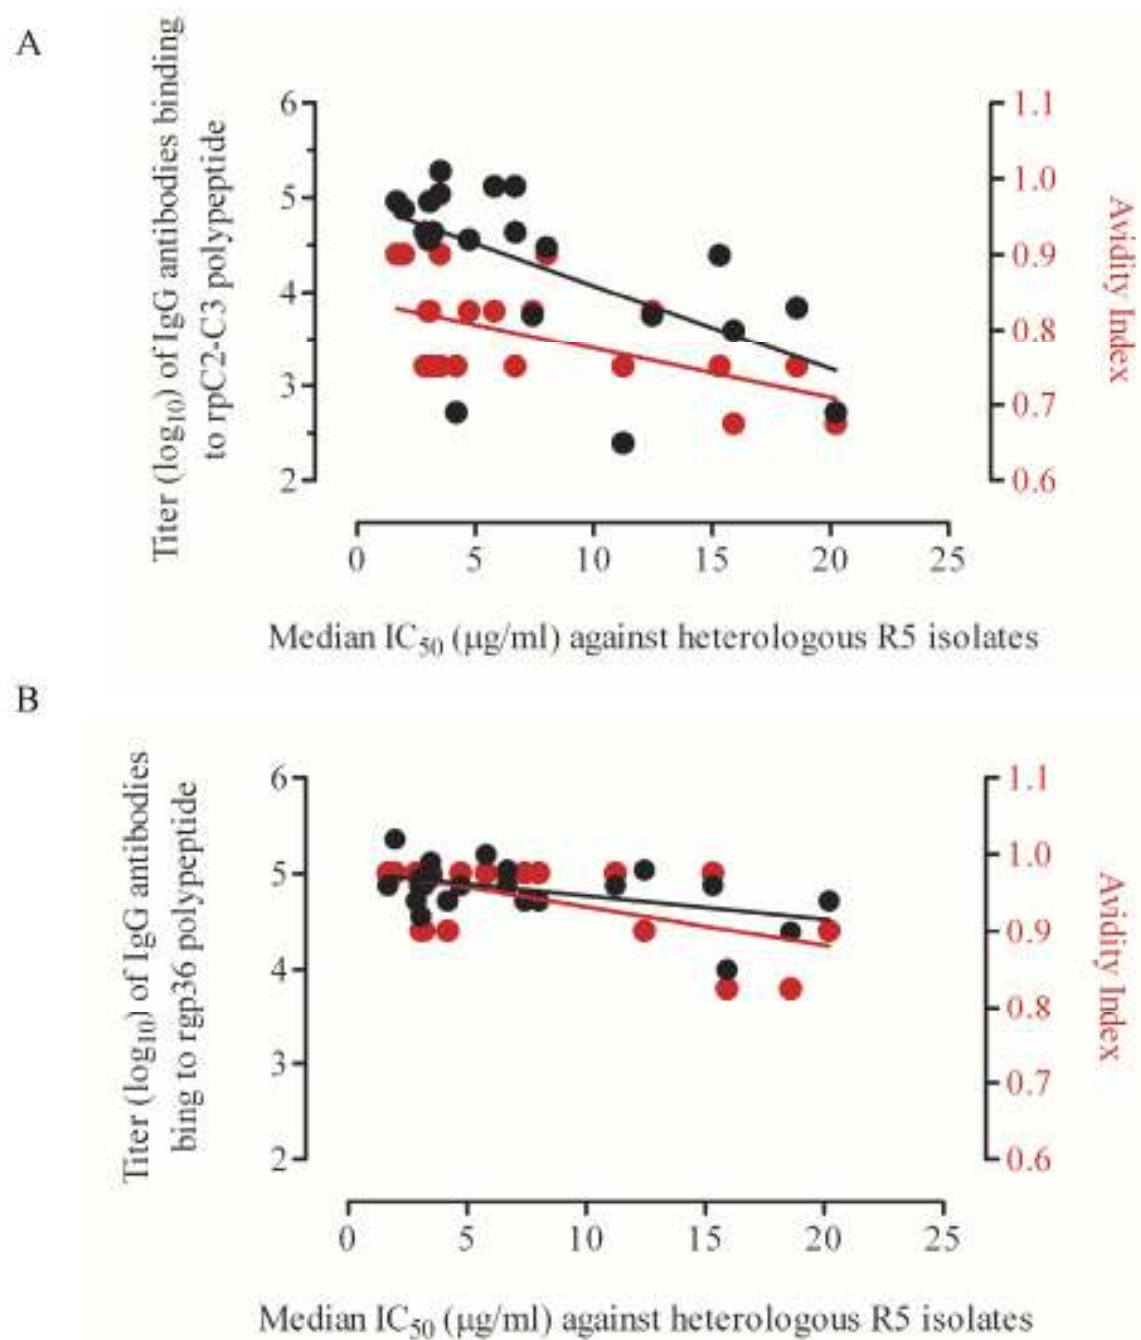 A
Titer (log10) of IgG antibodies binding
to rpC2-C3 polypeptide
6
5
4
3
2
1.1
1.0
0.9
0.8
0.7
0.6
Avidity Index
0 5 10 15 20 25
Median IC50 (μg/ml) against heterologous R5 isolates
B
Titer (log10) of IgG antibodies
bing to rgp36 polypeptide
6
5
4
3
2
1.1
1.0
0.9
0.8
0.7
0.6
Avidity Index
0 5 10 15 20 25
Median IC50 (μg/ml) against heterologous R5 isolates